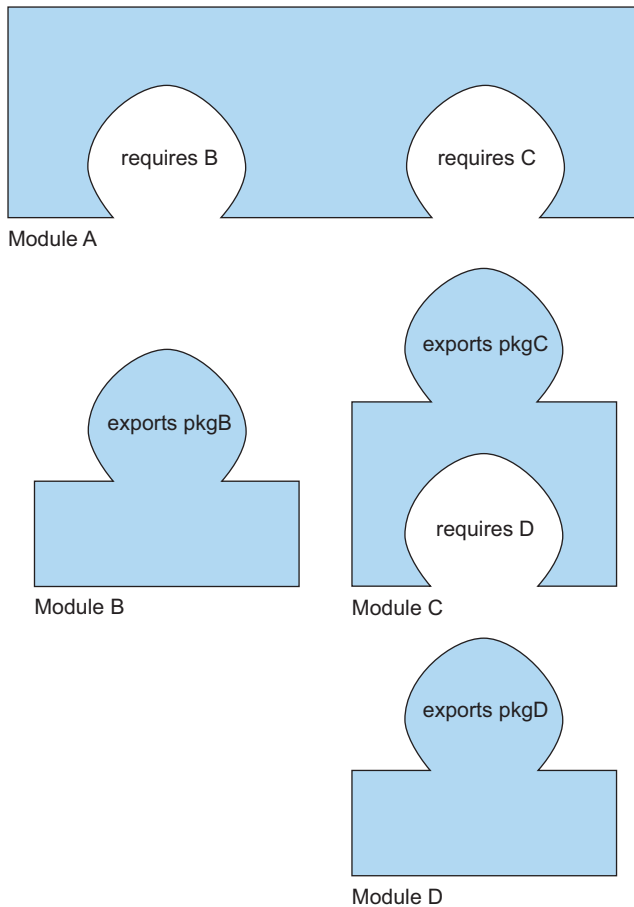 requires B
requires C
Module A
exports pkgC
exports pkgB
requires D
Module B
Module C
exports pkgD
Module D